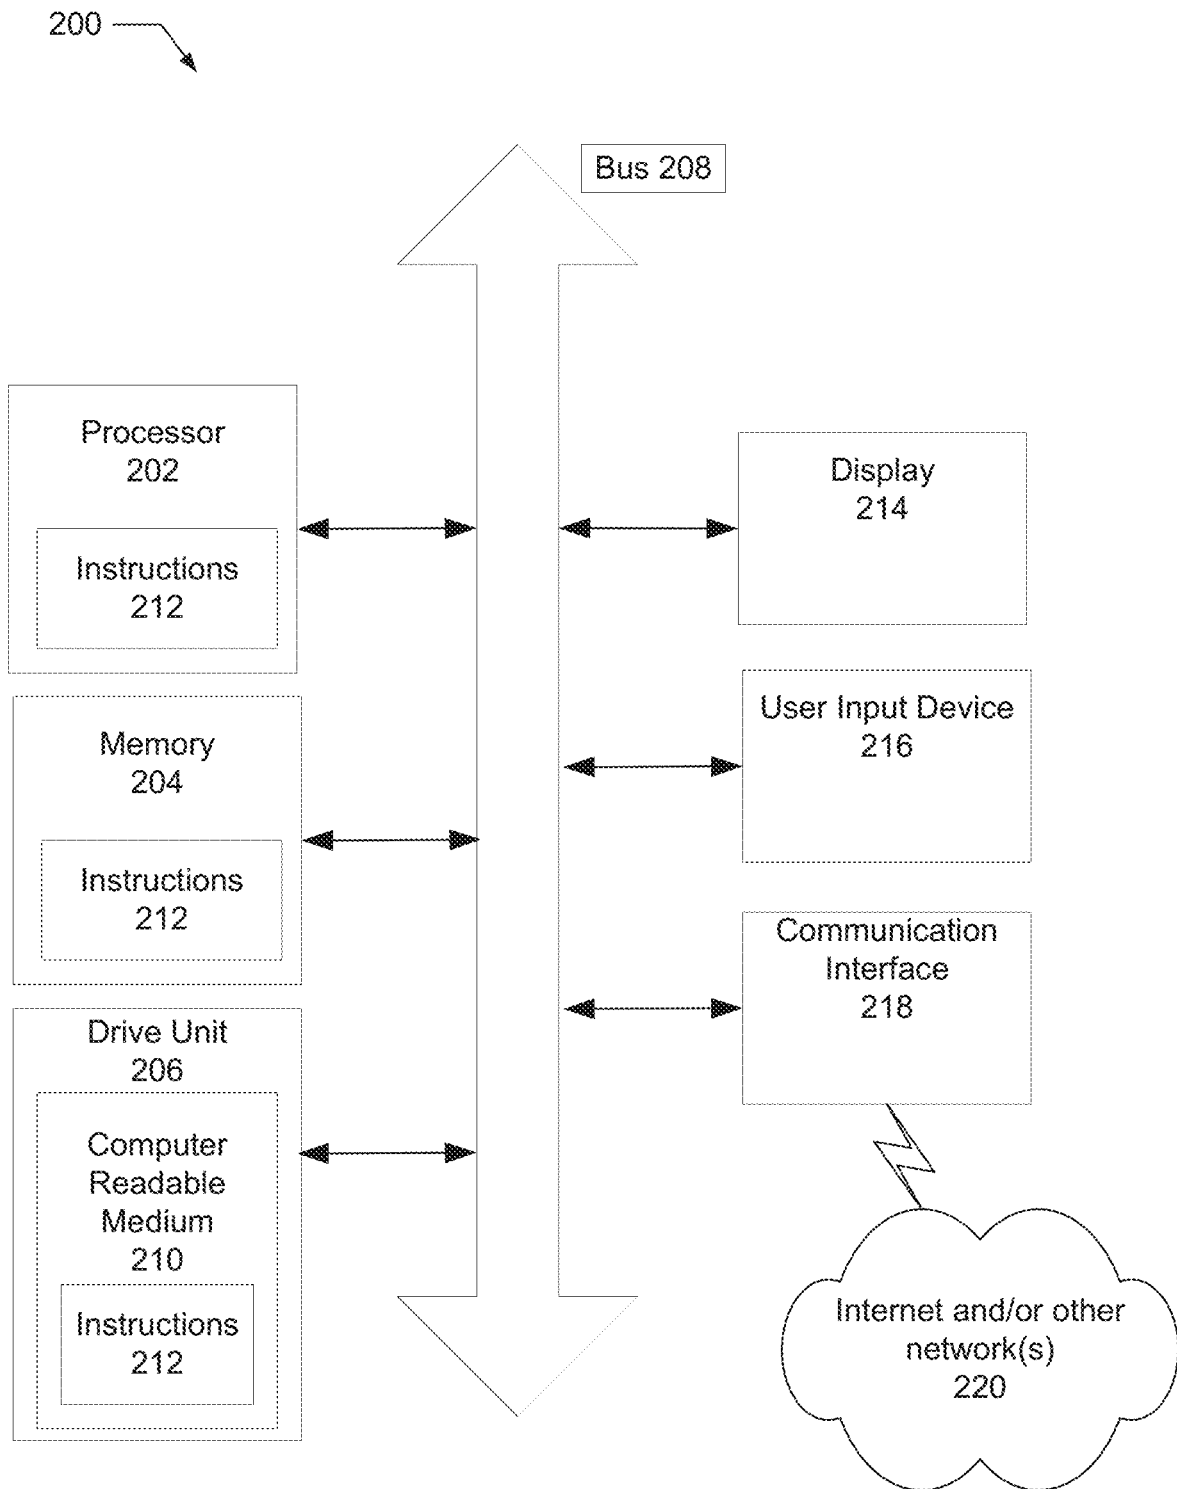 200
Bus 208
Processor
202
Instructions
212
Memory
204
Instructions
212
Drive Unit
206
Computer
Readable
Medium
210
Instructions
212
Display
214
User Input Device
216
Communication
Interface
218
Internet and/or other
network(s)
220